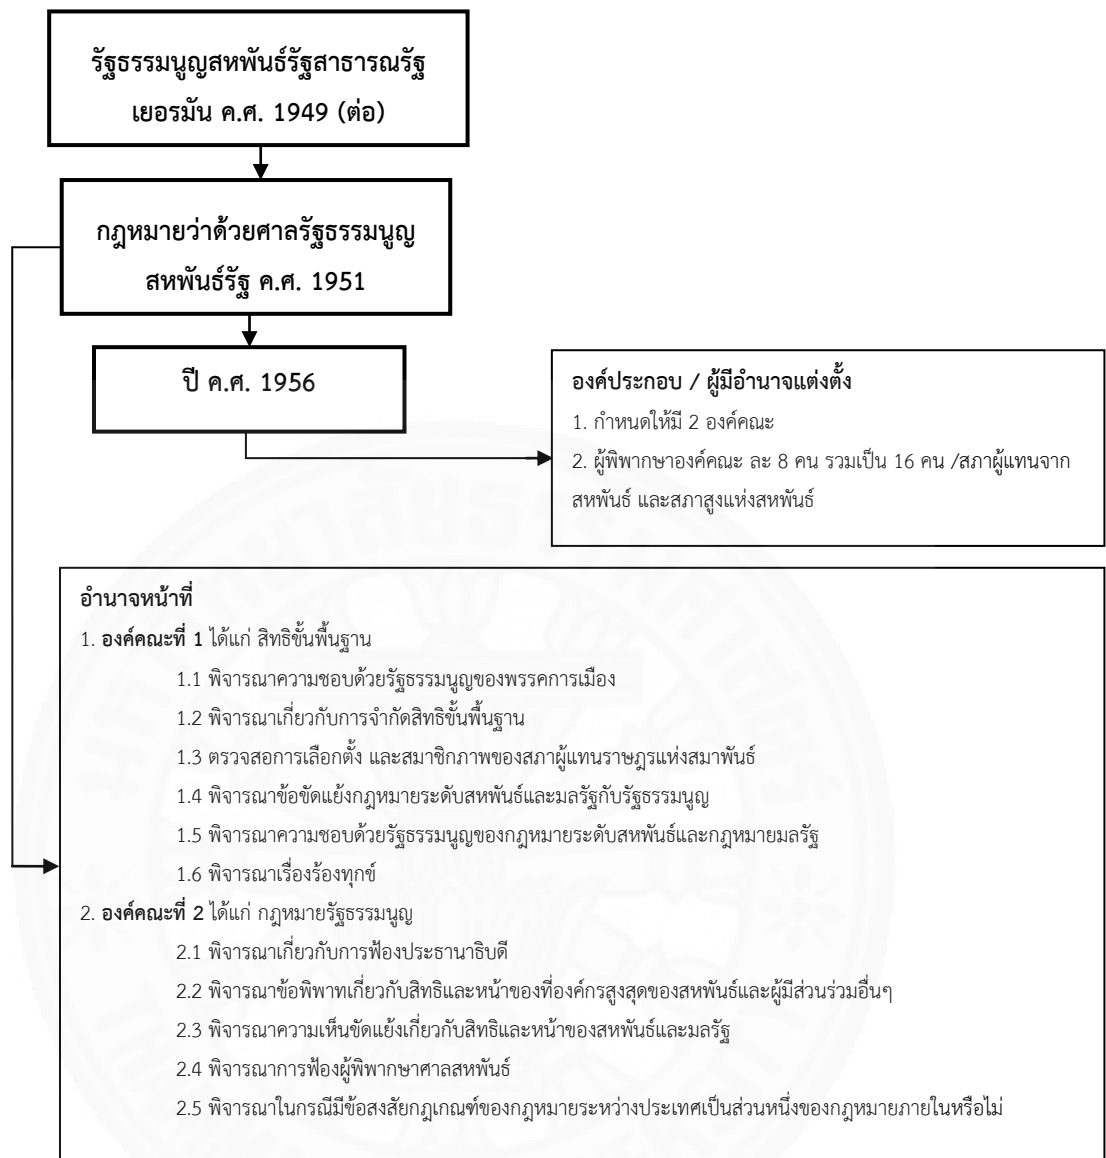 รัฐธรรมนูญสหพันธ์รัฐสาธารณรัฐ
เยอรมัน ค.ศ. 1949 (ต่อ)
กฎหมายว่าด้วยศาลรัฐธรรมนูญ
สหพันธ์รัฐ ค.ศ. 1951
ปี ค.ศ. 1956
องค์ประกอบ / ผู้มีอำนาจแต่งตั้ง
1. กำหนดให้มี 2 องค์คณะ
2. ผู้พิพากษาองค์คณะ ละ 8 คน รวมเป็น 16 คน /สภาผู้แทนจาก
สหพันธ์ และสภาสูงแห่งสหพันธ์
อำนาจหน้าที่
1. องค์คณะที่ 1 ได้แก่ สิทธิขั้นพื้นฐาน
1.1 พิจารณาความชอบด้วยรัฐธรรมนูญของพรรคการเมือง
1.2 พิจารณาเกี่ยวกับการจำกัดสิทธิขั้นพื้นฐาน
1.3 ตรวจสอการเลือกตั้ง และสมาชิกภาพของสภาผู้แทนราษฎรแห่งสมาพันธ์
1.4 พิจารณาข้อขัดแย้งกฎหมายระดับสหพันธ์และมลรัฐกับรัฐธรรมนูญ
1.5 พิจารณาความชอบด้วยรัฐธรรมนูญของกฎหมายระดับสหพันธ์และกฎหมายมลรัฐ
1.6 พิจารณาเรื่องร้องทุกข์
2. องค์คณะที่ 2 ได้แก่ กฎหมายรัฐธรรมนูญ
2.1 พิจารณาเกี่ยวกับการฟ้องประธานาธิบดี
2.2 พิจารณาข้อพิพาทเกี่ยวกับสิทธิและหน้าของที่องค์กรสูงสุดของสหพันธ์และผู้มีส่วนร่วมอื่นๆ
2.3 พิจารณาความเห็นขัดแย้งเกี่ยวกับสิทธิและหน้าของสหพันธ์และมลรัฐ
2.4 พิจารณาการฟ้องผู้พิพากษาศาลสหพันธ์
2.5 พิจารณาในกรณีมีข้อสงสัยกฎเกณฑ์ของกฎหมายระหว่างประเทศเป็นส่วนหนึ่งของกฎหมายภายในหรือไม่